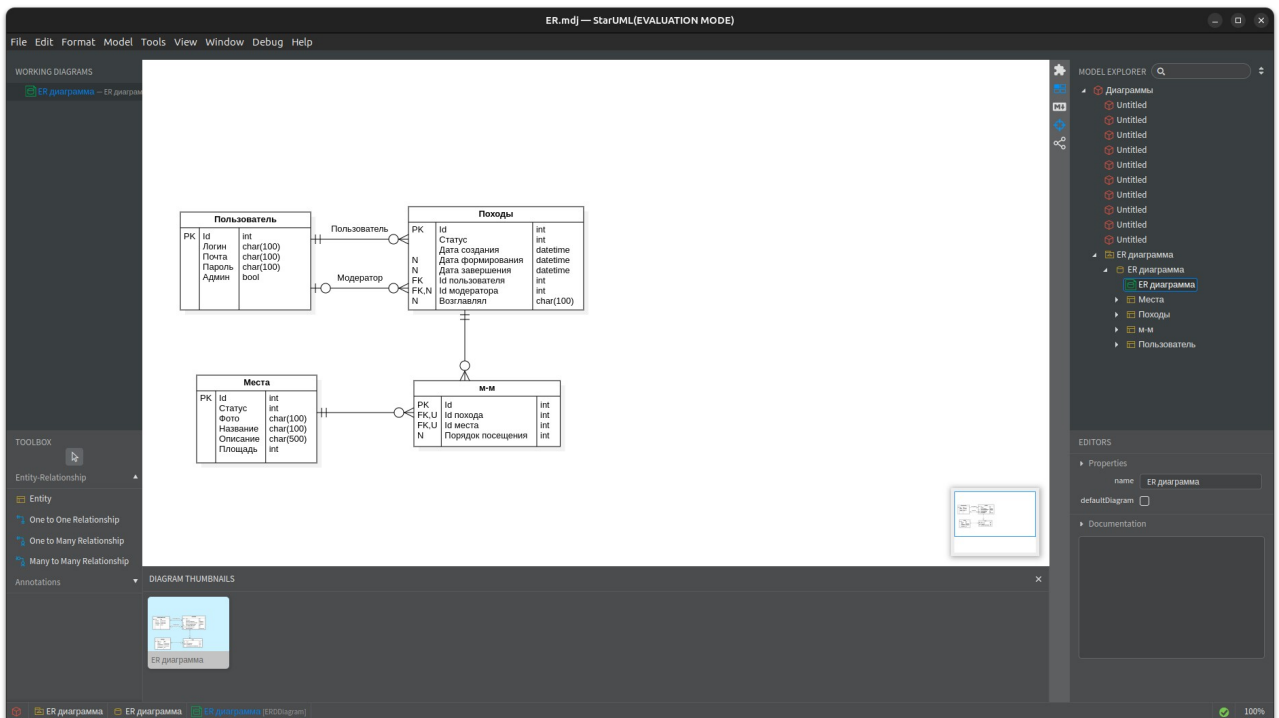 ER.mdj — StarUML(EVALUATION MODE)
File Edit Format Model Tools View Window Debug Help
WORKING DIAGRAMS
ER диаграмма — ER диаграм
TOOLBOX
Entity-Relationship
Entity
One to One Relationship
One to Many Relationship
Many to Many Relationship
Annotations
Пользователь
PK Id int
Логин char(100)
Почта char(100)
Пароль char(100)
Админ bool
Пользователь
Модератор
Походы
PK Id int
Статус int
Дата создания datetime
N Дата формирования datetime
N Дата завершения datetime
FK Id пользователя int
FK,N Id модератора int
N Возглавлял char(100)
Места
PK Id int
Статус int
Фото char(100)
Название char(100)
Описание char(500)
Площадь int
м-м
PK Id int
FK,U Id похода int
FK,U Id места int
N Порядок посещения int
DIAGRAM THUMBNAILS
ER диаграмма
M
MODEL EXPLORER
Диаграммы
Untitled
Untitled
Untitled
Untitled
Untitled
Untitled
Untitled
Untitled
Untitled
Untitled
ER диаграмма
ER диаграмма
ER диаграмма
Места
Походы
м-м
Пользователь
EDITORS
Properties
name ER диаграмма
defaultDiagram
Documentation
ER диаграмма ER диаграмма ER диаграмма [ERDDiagram]
100%